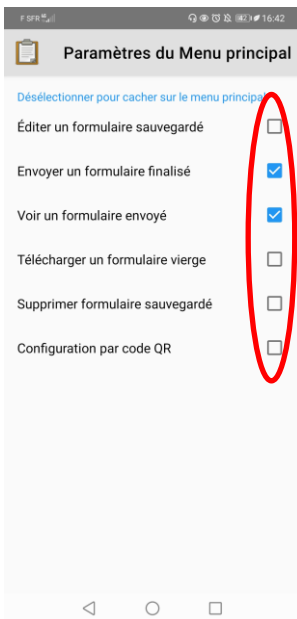 F SFR 16:42
Paramètres du Menu principal
Désélectionner pour cacher sur le menu principal
Éditer un formulaire sauvegardé
Envoyer un formulaire finalisé
Voir un formulaire envoyé
Télécharger un formulaire vierge
Supprimer formulaire sauvegardé
Configuration par code QR